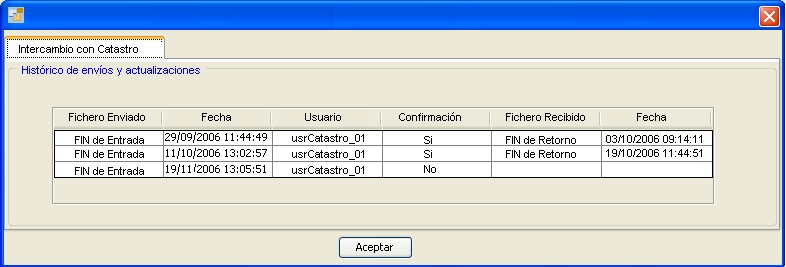 Intercambio con Catastro
Histórico de envíos y actualizaciones
Fichero Enviado Fecha Usuario Confirmación Fichero Recibido Fecha
FIN de Entrada 29/09/2006 11:44:49 usrCatastro_01 Si FIN de Retorno 03/10/2006 09:14:11
FIN de Entrada 11/10/2006 13:02:57 usrCatastro_01 Si FIN de Retorno 19/10/2006 11:44:51
FIN de Entrada 19/11/2006 13:05:51 usrCatastro_01 No
Aceptar